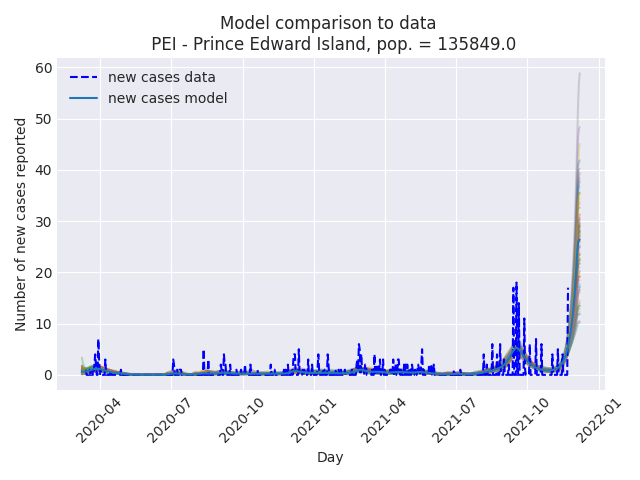 Model comparison to data
PEI - Prince Edward Island, pop. = 135849.0
new cases data
new cases model
Number of new cases reported
60
50
40
30
20
10
0
2020-04
2020-07
2020-10
2021-01
2021-04
2021-07
2021-10
2022-01
Day